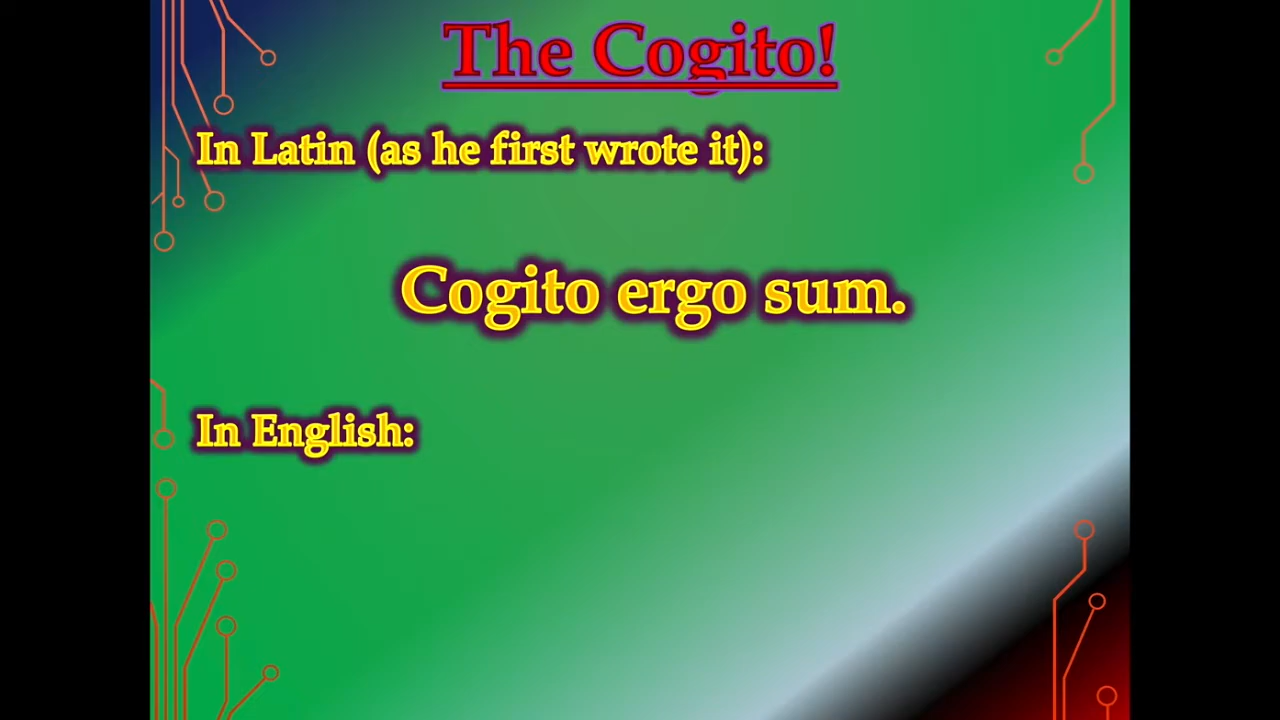 The Cogito!
In Latin (as he first wrote it):
Cogito ergo sum.
In English: